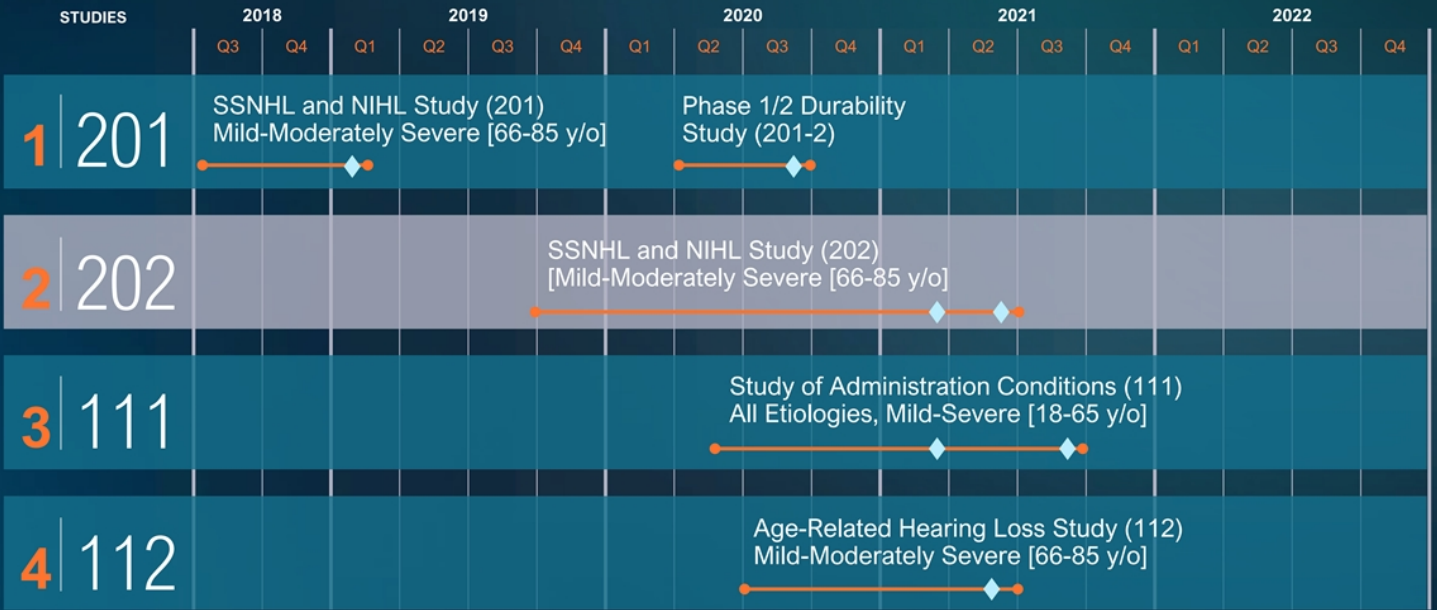 STUDIES 2018 2019 2020 2021 2022
Q3 Q4 Q1 Q2 Q3 Q4 Q1 Q2 Q3 Q4 Q1 Q2 Q3 Q4 Q1 Q2 Q3 Q4
1 201
SSNHL and NIHL Study (201)
Mild-Moderately Severe [66-85 y/o]
Phase 1/2 Durability
Study (201-2)
2 202
SSNHL and NIHL Study (202)
[Mild-Moderately Severe [66-85 y/o]
3 111
Study of Administration Conditions (111)
All Etiologies, Mild-Severe [18-65 y/o]
4 112
Age-Related Hearing Loss Study (112)
Mild-Moderately Severe [66-85 y/o]